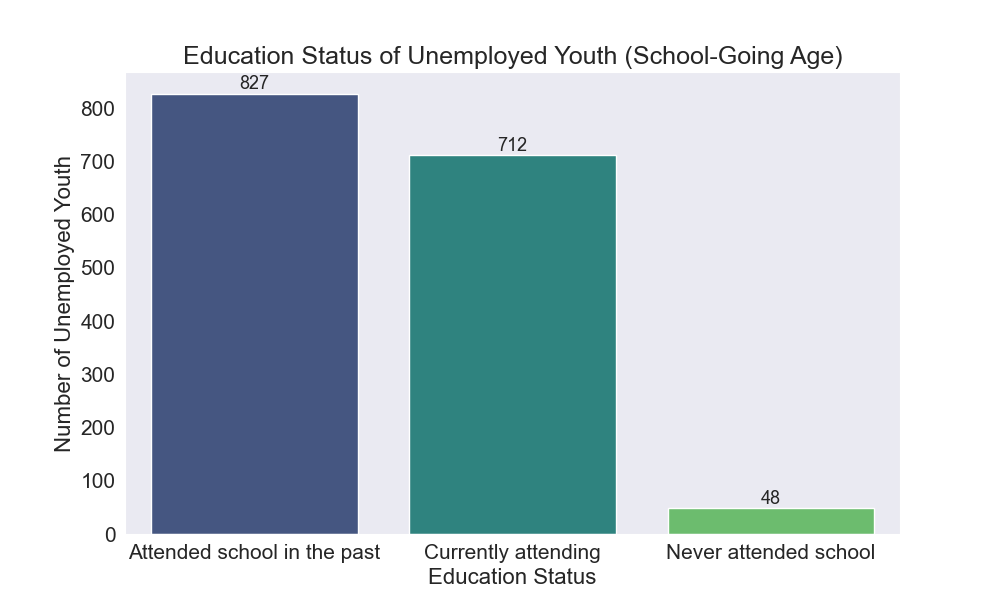 Education Status of Unemployed Youth (School-Going Age)
Number of Unemployed Youth
800
700
600
500
400
300
200
100
0
827
712
48
Attended school in the past
Currently attending
Never attended school
Education Status